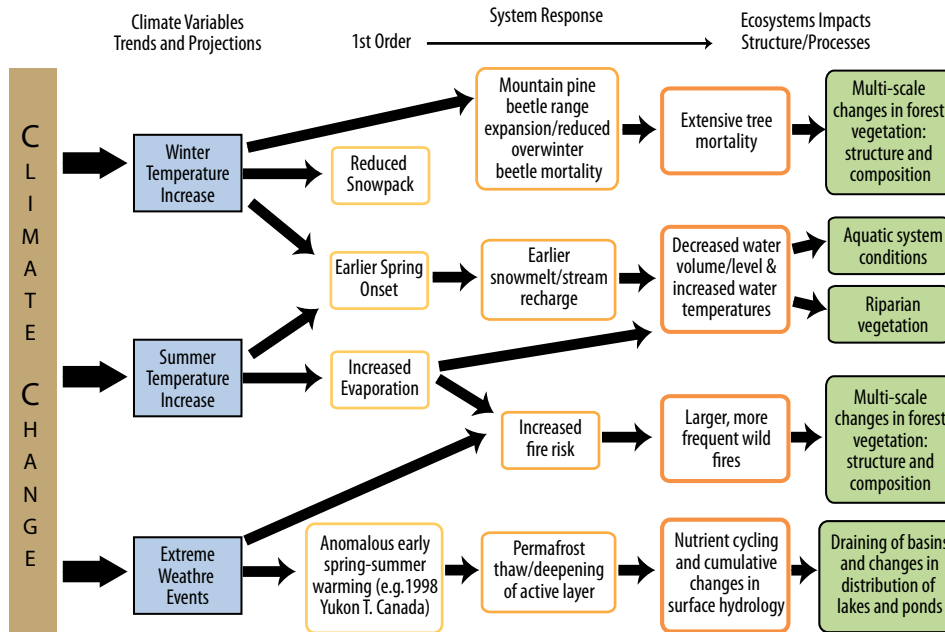 Climate Variables
Trends and Projections
System Response
1st Order
Ecosystems Impacts
Structure/Processes
CLIMATE CHANGE
Winter
Temperature
Increase
Mountain pine
beetle range
expansion/reduced
overwinter
beetle mortality
Extensive tree
mortality
Multi-scale
changes in forest
vegetation:
structure and
composition
Reduced
Snowpack
Earlier Spring
Onset
Earlier
snowmelt/stream
recharge
Decreased water
volume/level &
increased water
temperatures
Aquatic system
conditions
Riparian
vegetation
Summer
Temperature
Increase
Increased
Evaporation
Increased
fire risk
Larger, more
frequent wild
fires
Multi-scale
changes in forest
vegetation:
structure and
composition
Extreme
Weathre
Events
Anomalous early
spring-summer
warming (e.g.1998
Yukon T. Canada)
Permafrost
thaw/deepening
of active layer
Nutrient cycling
and cumulative
changes in
surface hydrology
Draining of basins
and changes in
distribution of
lakes and ponds